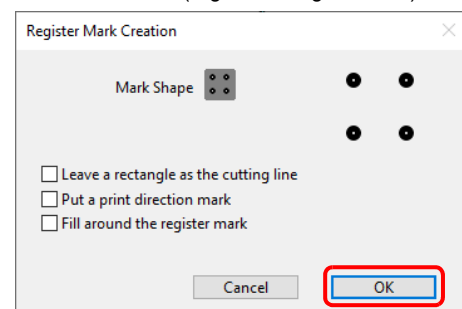 Register Mark Creation
Mark Shape
Leave a rectangle as the cutting line
Put a print direction mark
Fill around the register mark
Cancel
OK